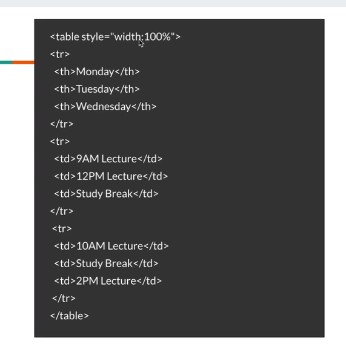 <table style="width:100%">
<tr>
<th>Monday</th>
<th>Tuesday</th>
<th>Wednesday</th>
</tr>
<tr>
<td>9AM Lecture</td>
<td>12PM Lecture</td>
<td>Study Break</td>
</tr>
<tr>
<td>10AM Lecture</td>
<td>Study Break</td>
<td>2PM Lecture</td>
</tr>
</table>